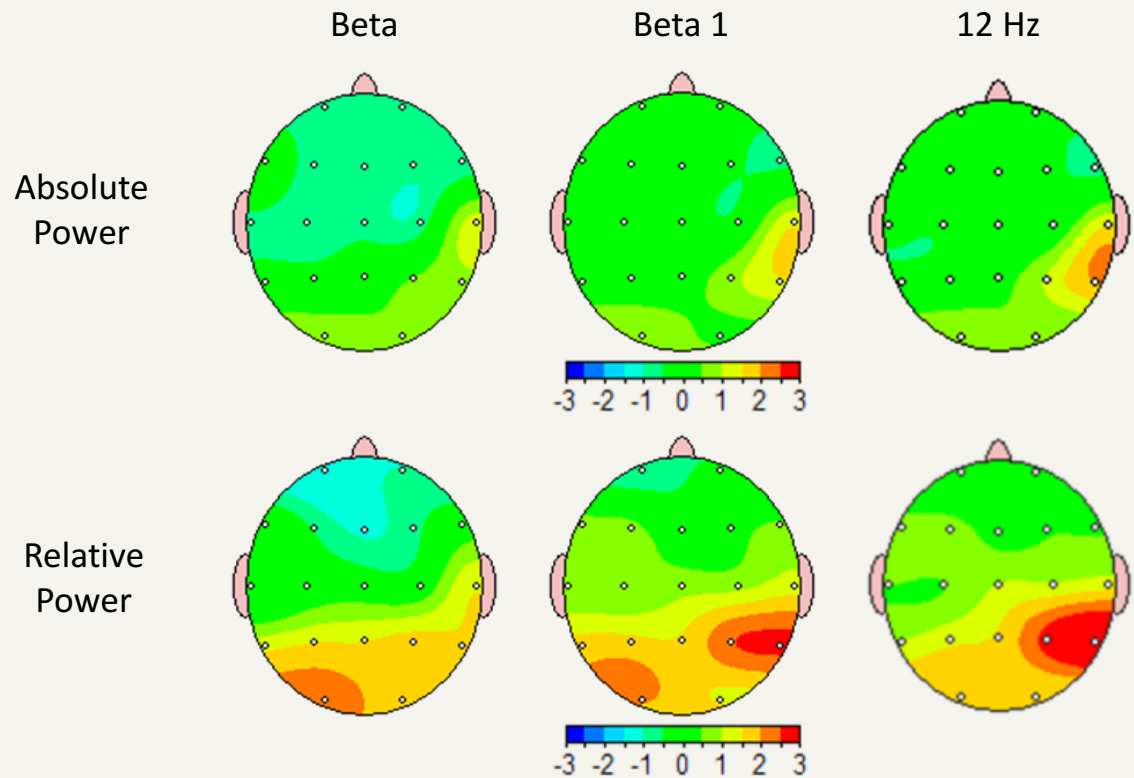 Beta Beta 1 12 Hz
Absolute
Power
-3 -2 -1 0 1 2 3
Relative
Power
-3 -2 -1 0 1 2 3